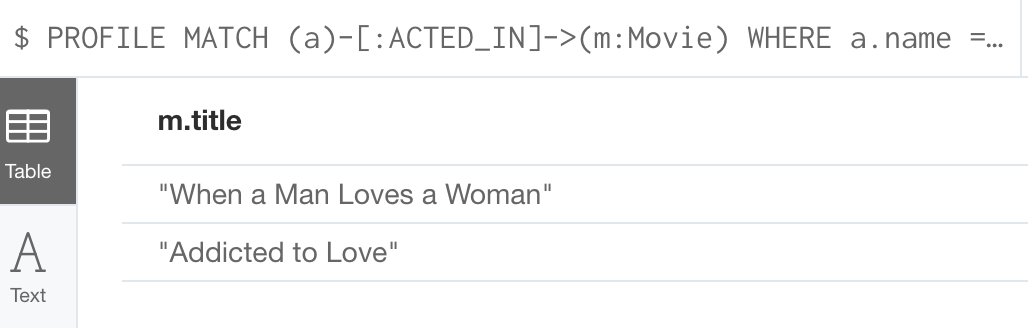 $ PROFILE MATCH (a)-[:ACTED_IN]->(m:Movie) WHERE a.name =…
Table
m.title
"When a Man Loves a Woman"
"Addicted to Love"
A
Text